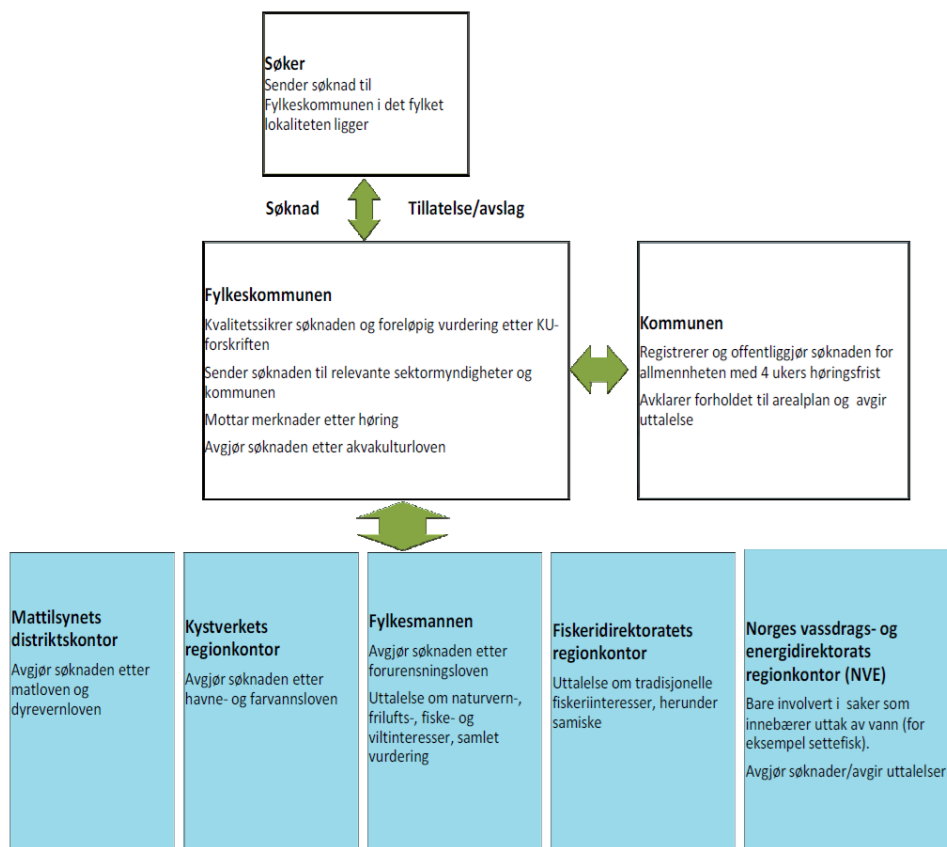 Søker
Sender søknad til
Fylkeskommunen i det fylket
lokaliteten ligger
Søknad
Tillatelse/avslag
Fylkeskommunen
Kvalitetssikrer søknaden og foreløpig vurdering etter KU-
forskriften
Sender søknaden til relevante sektormyndigheter og
kommunen
Mottar merknader etter høring
Avgjør søknaden etter akvakulturloven
Kommunen
Registrerer og offentliggjør søknaden for
allmennheten med 4 ukers høringsfrist
Avklarer forholdet til arealplan og avgir
uttalelse
Mattilsynets
distriktskontor
Avgjør søknaden etter
matloven og
dyrevernloven
Kystverkets
regionkontor
Avgjør søknaden etter
havne- og farvannsloven
Fylkesmannen
Avgjør søknaden etter
forurensningsloven
Uttalelse om naturvern-,
frilufts-, fiske- og
viltinteresser, samlet
vurdering
Fiskeridirektoratets
regionkontor
Uttalelse om tradisjonelle
fiskeriinteresser, herunder
samiske
Norges vassdrags- og
energidirektorats
regionkontor (NVE)
Bare involvert i saker som
innebærer uttak av vann (for
eksempel settefisk).
Avgjør søknader/avgir uttalelser